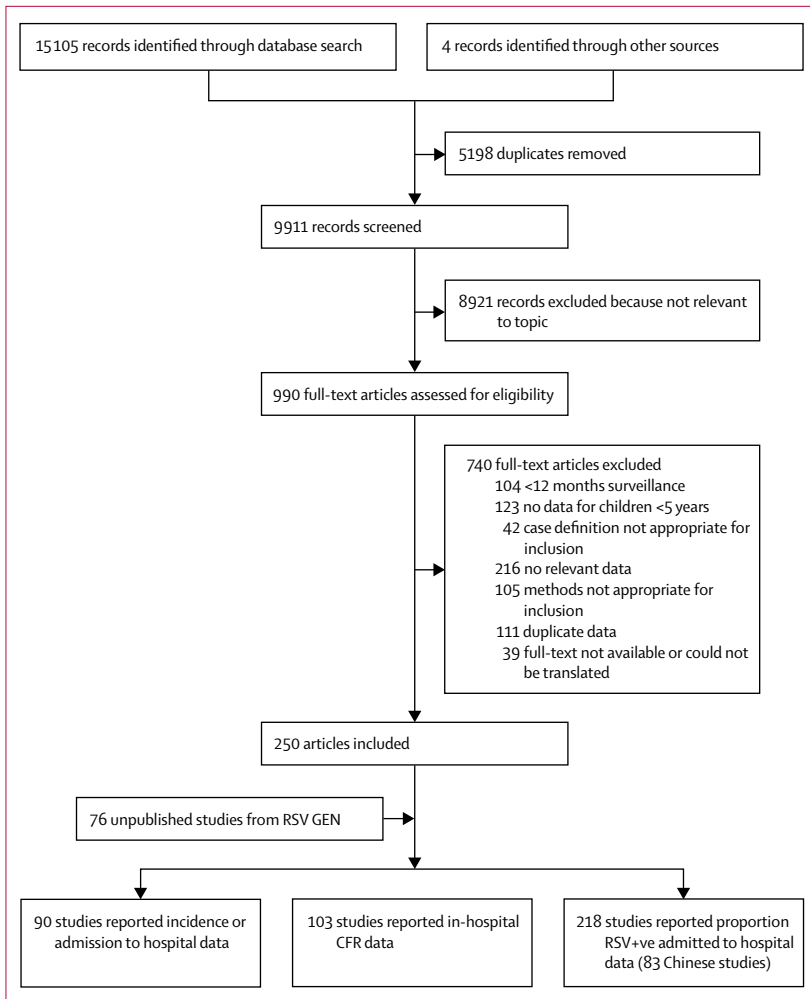 15105 records identified through database search
4 records identified through other sources
5198 duplicates removed
9911 records screened
8921 records excluded because not relevant
to topic
990 full-text articles assessed for eligibility
740 full-text articles excluded
104 <12 months surveillance
123 no data for children <5 years
42 case definition not appropriate for
inclusion
216 no relevant data
105 methods not appropriate for
inclusion
111 duplicate data
39 full-text not available or could not
be translated
250 articles included
76 unpublished studies from RSV GEN
90 studies reported incidence or
admission to hospital data
103 studies reported in-hospital
CFR data
218 studies reported proportion
RSV+ve admitted to hospital
data (83 Chinese studies)